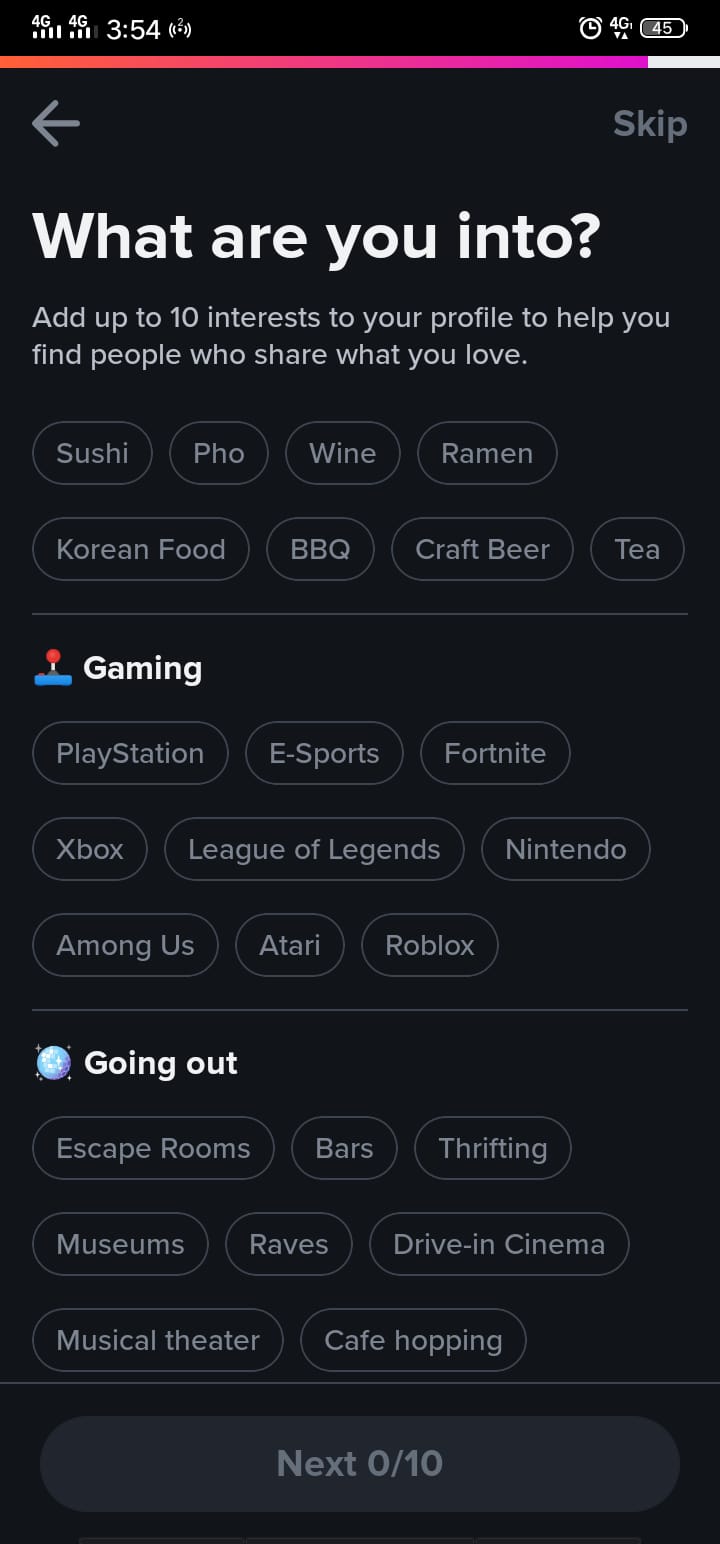 4G 4G 3:54 2 4G 45
Skip
What are you into?
Add up to 10 interests to your profile to help you
find people who share what you love.
Sushi Pho Wine Ramen
Korean Food BBQ Craft Beer Tea
Gaming
PlayStation E-Sports Fortnite
Xbox League of Legends Nintendo
Among Us Atari Roblox
Going out
Escape Rooms Bars Thrifting
Museums Raves Drive-in Cinema
Musical theater Cafe hopping
Next 0/10